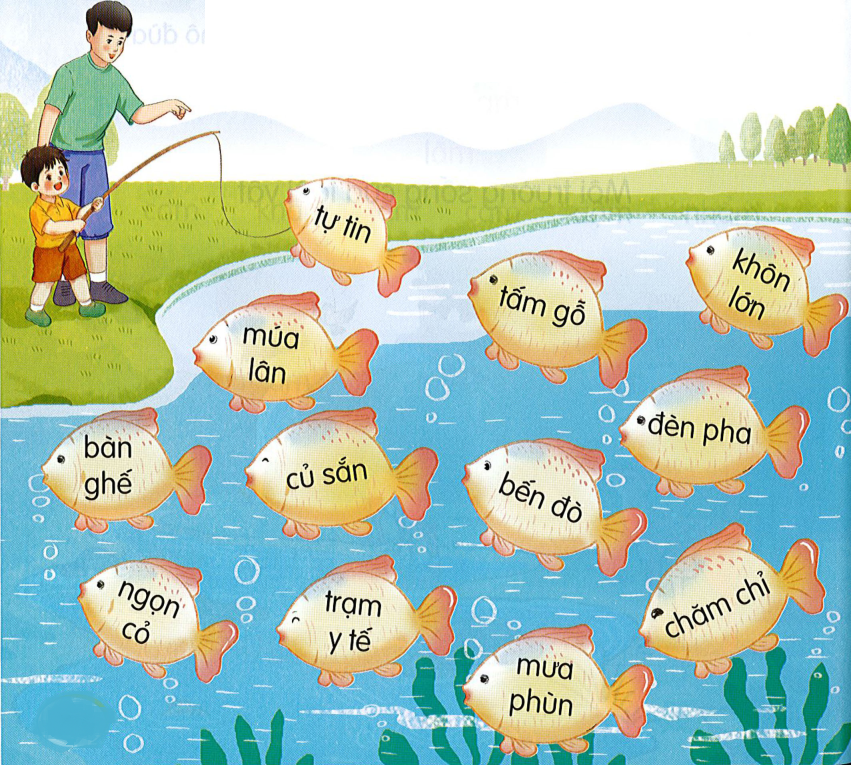 tự tin
tấm gỗ
khôn
lớn
múa
lân
đèn pha
bàn
ghế
củ sắn
bến đò
ngọn
cỏ
trạm
y tế
chăm chỉ
mưa
phùn